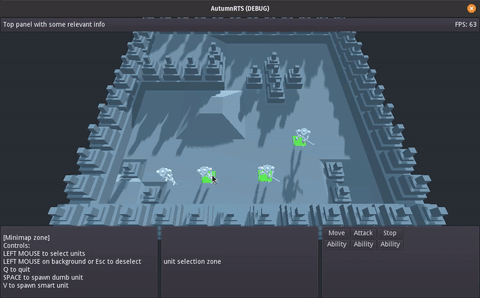 AutumnRTS (DEBUG)
Top panel with some relevant info
FPS: 63
[Minimap zone]
Controls:
LEFT MOUSE to select units
LEFT MOUSE on background or Esc to deselect
Q to quit
SPACE to spawn dumb unit
V to spawn smart unit
unit selection zone
Move Attack Stop
Ability Ability Ability